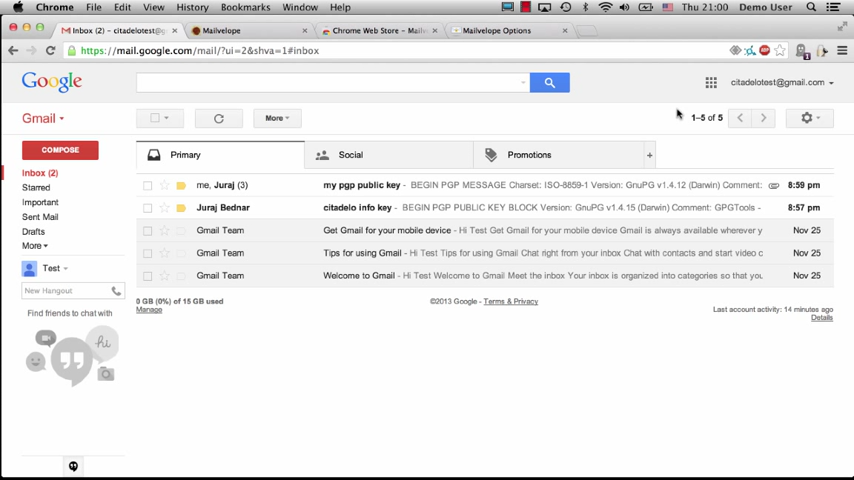 Chrome File Edit View History Bookmarks Window Help Thu 21:00 Demo User
Inbox (2) – citadelotest@g Mailvelope Chrome Web Store – Mailvelope Mailvelope Options
https://mail.google.com/mail/?ui=2&shva=1#inbox
Google citadelotest@gmail.com
Gmail More 1–5 of 5
COMPOSE Primary Social Promotions +
Inbox (2) me, Juraj (3) my pgp public key - BEGIN PGP MESSAGE Charset: ISO-8859-1 Version: GnuPG v1.4.12 (Darwin) Comment: 8:59 pm
Starred
Important Juraj Bednar citadelo info key - BEGIN PGP PUBLIC KEY BLOCK Version: GnuPG v1.4.15 (Darwin) Comment: GPGTools - 8:57 pm
Sent Mail
Drafts Gmail Team Get Gmail for your mobile device - Hi Test Get Gmail for your mobile device Gmail is always available wherever y Nov 25
More Gmail Team Tips for using Gmail - Hi Test Tips for using Gmail Chat right from your inbox Chat with contacts and start video c Nov 25
Test Gmail Team Welcome to Gmail - Hi Test Welcome to Gmail Meet the inbox Your inbox is organized into categories so that you. Nov 25
New Hangout
0 GB (0%) of 15 GB used ©2013 Google - Terms & Privacy Last account activity: 14 minutes ago
Manage Details
Find friends to chat with
hi